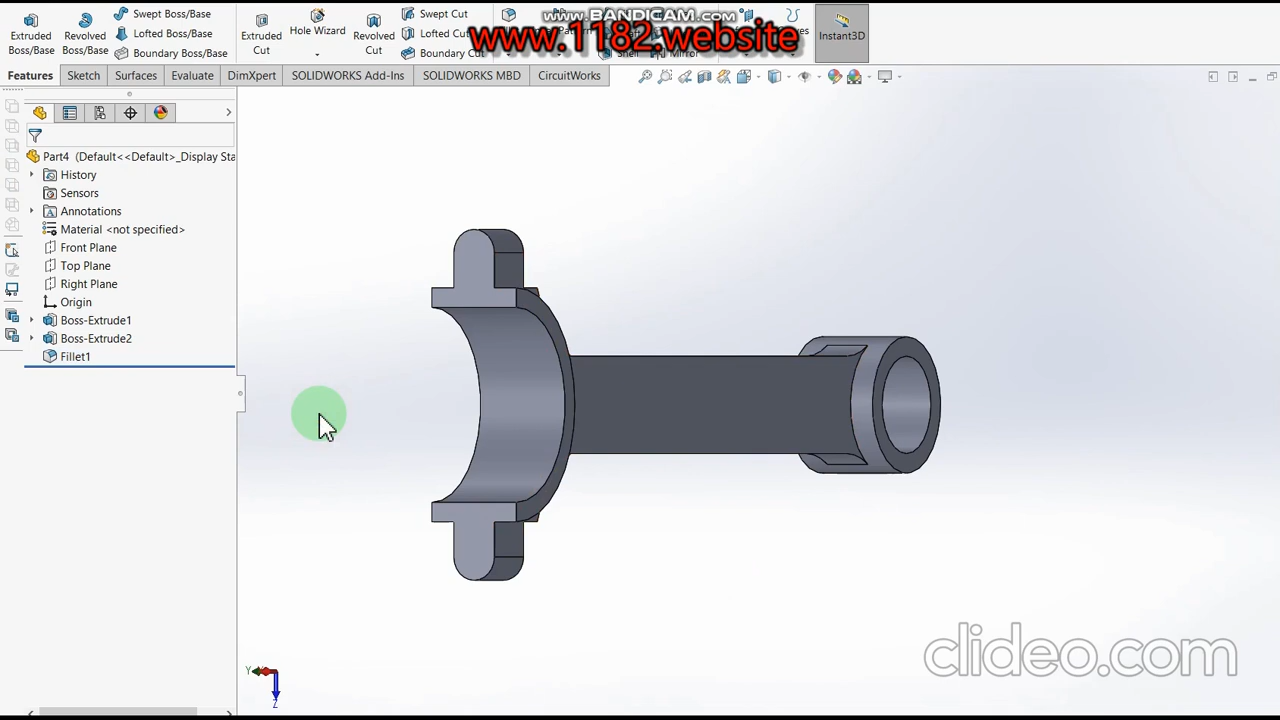 www.BANDICAM.com
www.1182.website
Extruded Boss/Base
Revolved Boss/Base
Swept Boss/Base
Lofted Boss/Base
Boundary Boss/Base
Extruded Cut
Hole Wizard
Revolved Cut
Swept Cut
Lofted Cut
Boundary Cut
Shell
Mirror
Instant3D
Features
Sketch
Surfaces
Evaluate
DimXpert
SOLIDWORKS Add-Ins
SOLIDWORKS MBD
CircuitWorks
Part4 (Default<<Default>_Display Sta
History
Sensors
Annotations
Material <not specified>
Front Plane
Top Plane
Right Plane
Origin
Boss-Extrude1
Boss-Extrude2
Fillet1
Y
Z
clideo.com